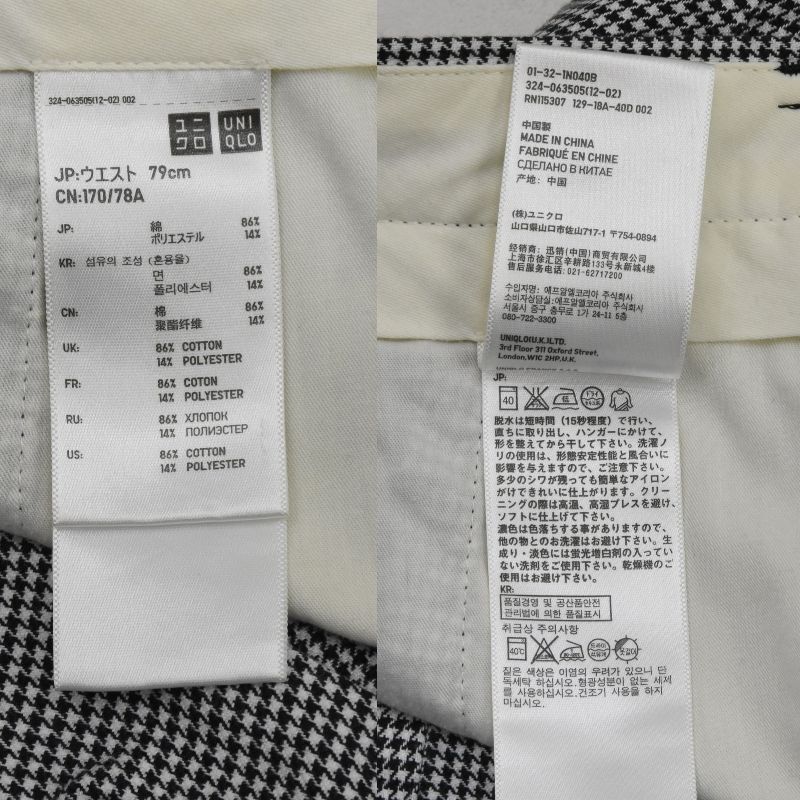 324-063505(12-02) 002
ユニクロ UNIQLO
JP:ウエスト 79cm
CN:170/78A
JP: 綿 86%
ポリエステル 14%
KR: 섬유의 조성 (혼용율)
면 86%
폴리에스터 14%
CN: 棉 86%
聚酯纤维 14%
UK: 86% COTTON
14% POLYESTER
FR: 86% COTON
14% POLYESTER
RU: 86% ХЛОПОК
14% ПОЛИЭСТЕР
US: 86% COTTON
14% POLYESTER
01-32-1N040B
324-063505(12-02)
RN115307 129-18A-40D 002
中国製
MADE IN CHINA
FABRIQUÉ EN CHINE
СДЕЛАНО В КИТАЕ
产地: 中国
(株)ユニクロ
山口県山口市佐山717-1 〒754-0894
经销商: 迅销(中国)商贸有限公司
上海市徐汇区辛耕路133号永新城4楼
售后服务电话:021-62717200
수입자명: 에프알엘코리아 주식회사
소비자상담실: 에프알엘코리아 주식회사
서울시 중구 충무로 1가 24-11 5층
080-722-3300
UNIQLO(U.K.)LTD.
3rd Floor 311 Oxford Street,
London,W1C 2HP.U.K.
JP:
40 低 ドライ
脱水は短時間(15秒程度)で行い、
直ちに取り出し、ハンガーにかけて、
形を整えてから干して下さい。洗濯ノ
リの使用は、形態安定性能と風合いに
影響を与えますので、ご注意下さい。
多少のシワが残っても簡単なアイロン
がけできれいに仕上がります。クリー
ニングの際は高温、高湿プレスを避け、
ソフトに仕上げて下さい。
濃色は色落ちする事がありますので、
他の物とのお洗濯はお避け下さい。生
成り・淡色には蛍光増白剤の入ってい
ない洗剤をご使用下さい。乾燥機のご
使用はお避け下さい。
KR:
품질경영 및 공산품안전
관리법에 의한 품질표시
취급상 주의사항
40℃ 드라이
짙은 색상은 이염의 우려가 있으니 단
독세탁 하십시오.형광성분이 없는 세제
를 사용하십시오.건조기 사용을 하지
마십시오.